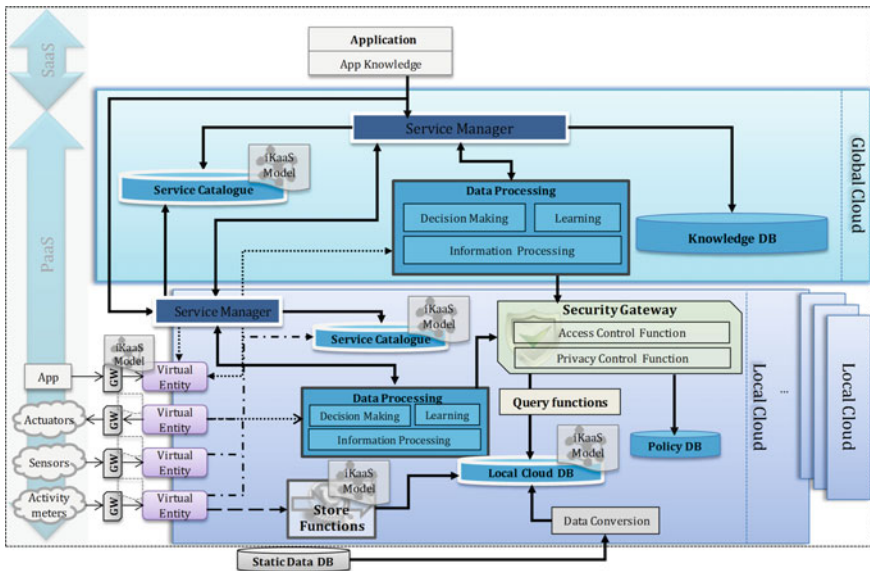 SaaS
PaaS
Application
App Knowledge
Service Manager
iKaaS
Model
Service Catalogue
Data Processing
Decision Making
Learning
Information Processing
Knowledge DB
Global Cloud
Service Manager
iKaaS
Model
Service Catalogue
Security Gateway
Access Control Function
Privacy Control Function
iKaaS
Model
App
GW
Virtual
Entity
Actuators
GW
Virtual
Entity
Sensors
GW
Virtual
Entity
Activity
meters
GW
Virtual
Entity
Data Processing
Decision Making
Learning
Information Processing
Query functions
Policy DB
iKaaS
Model
Local Cloud DB
iKaaS
Model
Store
Functions
Data Conversion
Static Data DB
Local Cloud
...
Local Cloud